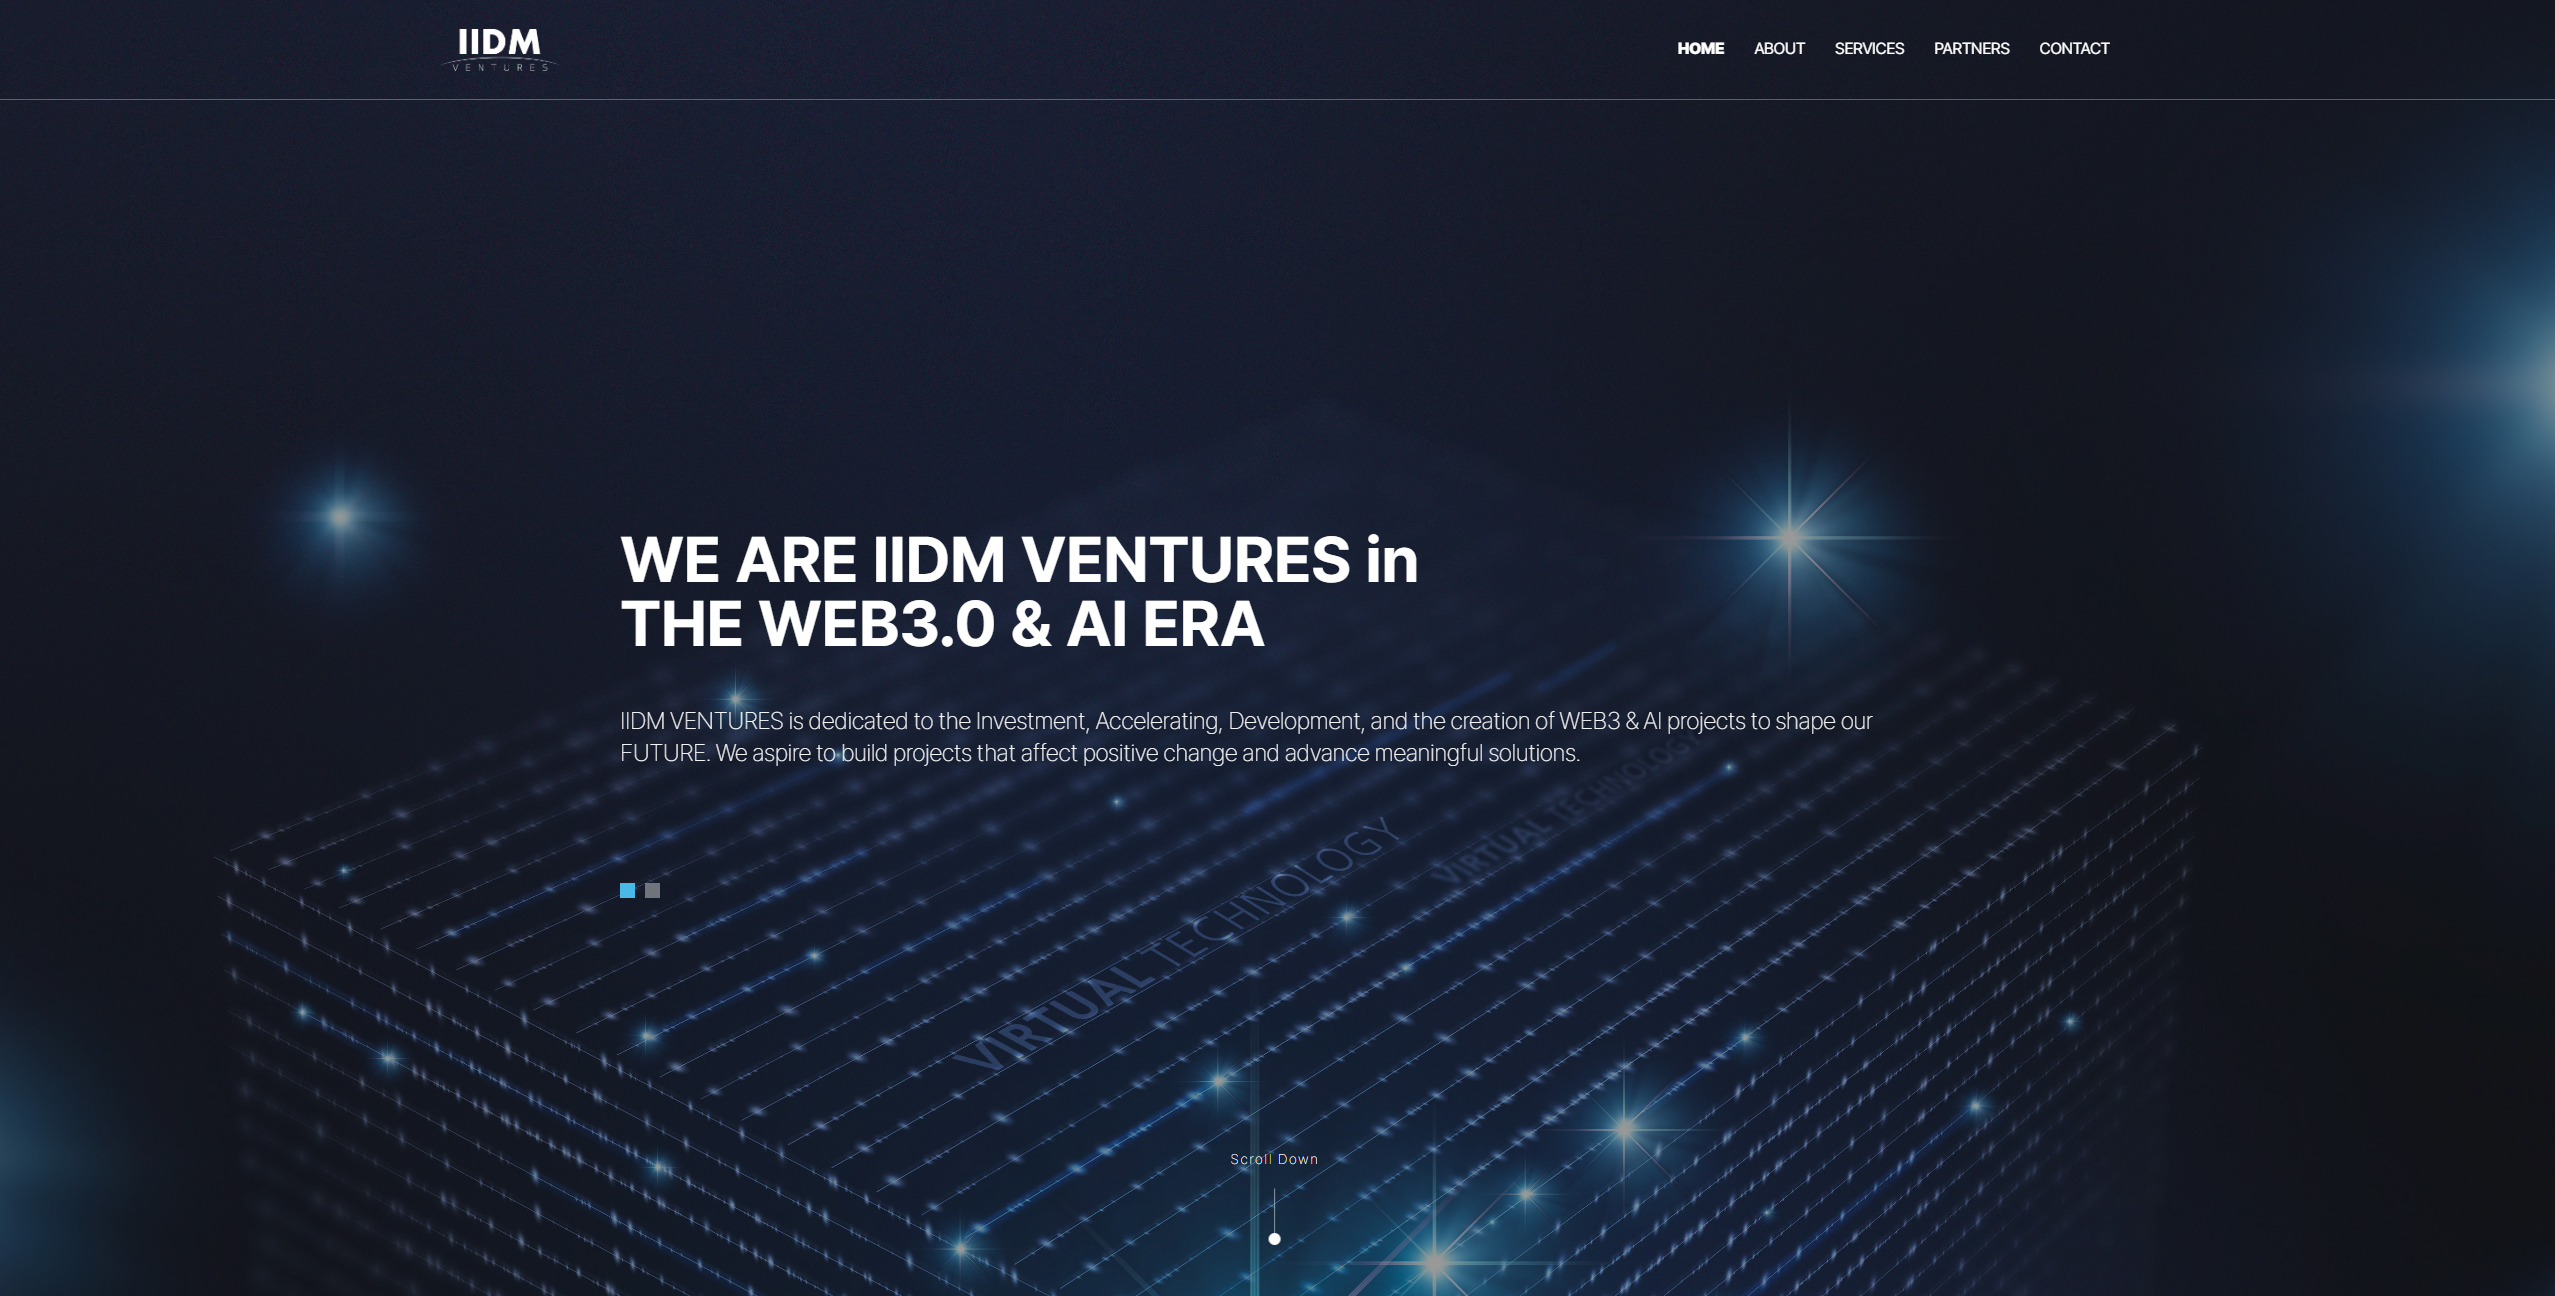 IIDM
VENTURES
HOME ABOUT SERVICES PARTNERS CONTACT
WE ARE IIDM VENTURES in
THE WEB3.0 & AI ERA
IIDM VENTURES is dedicated to the Investment, Accelerating, Development, and the creation of WEB3 & AI projects to shape our
FUTURE. We aspire to build projects that affect positive change and advance meaningful solutions.
VIRTUAL TECHNOLOGY
VIRTUAL TECHNOLOGY
Scroll Down